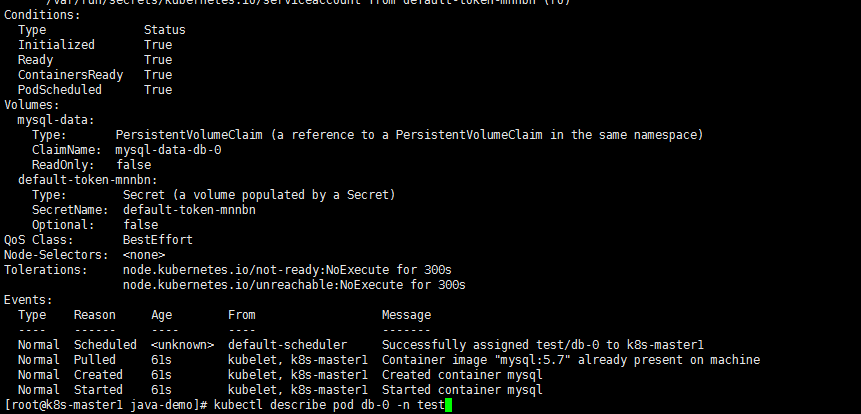 /var/run/secrets/kubernetes.io/serviceaccount from default-token-mnnbn (ro)
Conditions:
  Type              Status
  Initialized       True
  Ready             True
  ContainersReady   True
  PodScheduled      True
Volumes:
  mysql-data:
    Type:       PersistentVolumeClaim (a reference to a PersistentVolumeClaim in the same namespace)
    ClaimName:  mysql-data-db-0
    ReadOnly:   false
  default-token-mnnbn:
    Type:        Secret (a volume populated by a Secret)
    SecretName:  default-token-mnnbn
    Optional:    false
QoS Class:       BestEffort
Node-Selectors:  <none>
Tolerations:     node.kubernetes.io/not-ready:NoExecute for 300s
                 node.kubernetes.io/unreachable:NoExecute for 300s
Events:
  Type    Reason     Age        From                 Message
  ----    ------     ----       ----                 -------
  Normal  Scheduled  <unknown>  default-scheduler    Successfully assigned test/db-0 to k8s-master1
  Normal  Pulled     61s        kubelet, k8s-master1  Container image "mysql:5.7" already present on machine
  Normal  Created    61s        kubelet, k8s-master1  Created container mysql
  Normal  Started    61s        kubelet, k8s-master1  Started container mysql
[root@k8s-master1 java-demo]# kubectl describe pod db-0 -n test